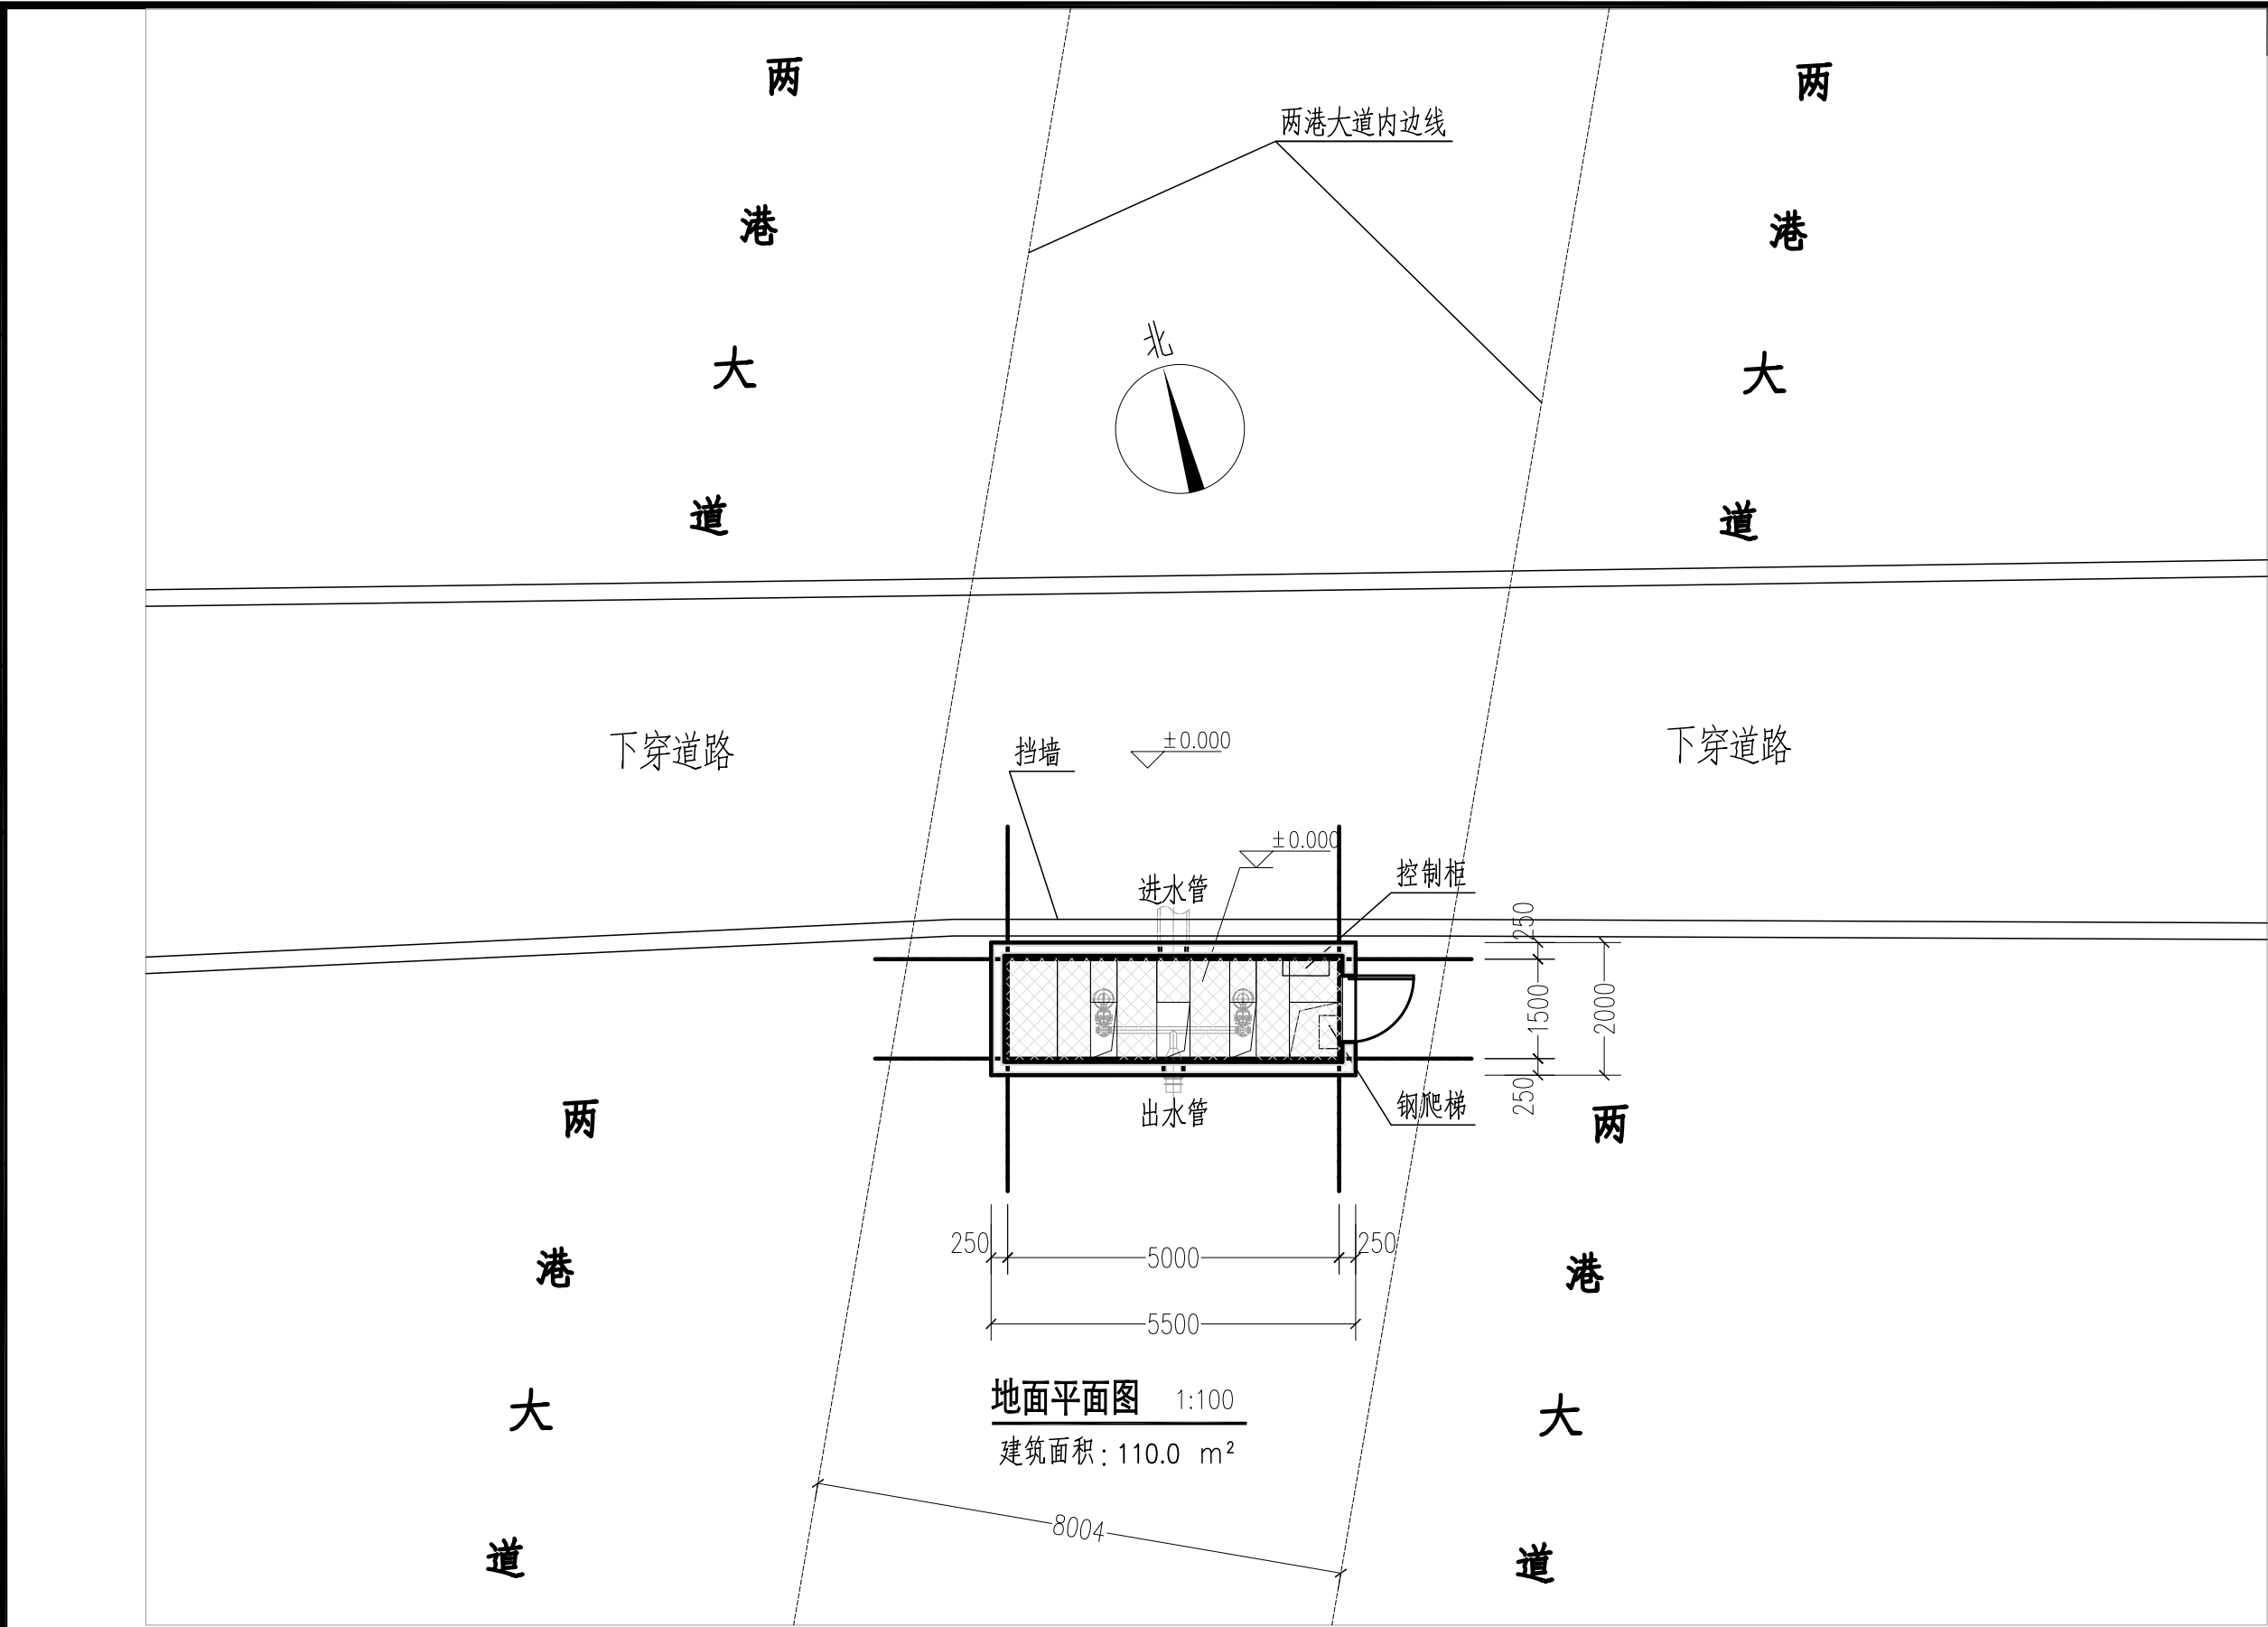 两港大道
两港大道
两港大道内边线
北
下穿道路
下穿道路
挡墙
±0.000
±0.000
进水管
控制柜
250
1500
2000
250
出水管
钢爬梯
两港大道
两港大道
250
5000
250
5500
地面平面图 1:100
建筑面积: 110.0 m²
8004